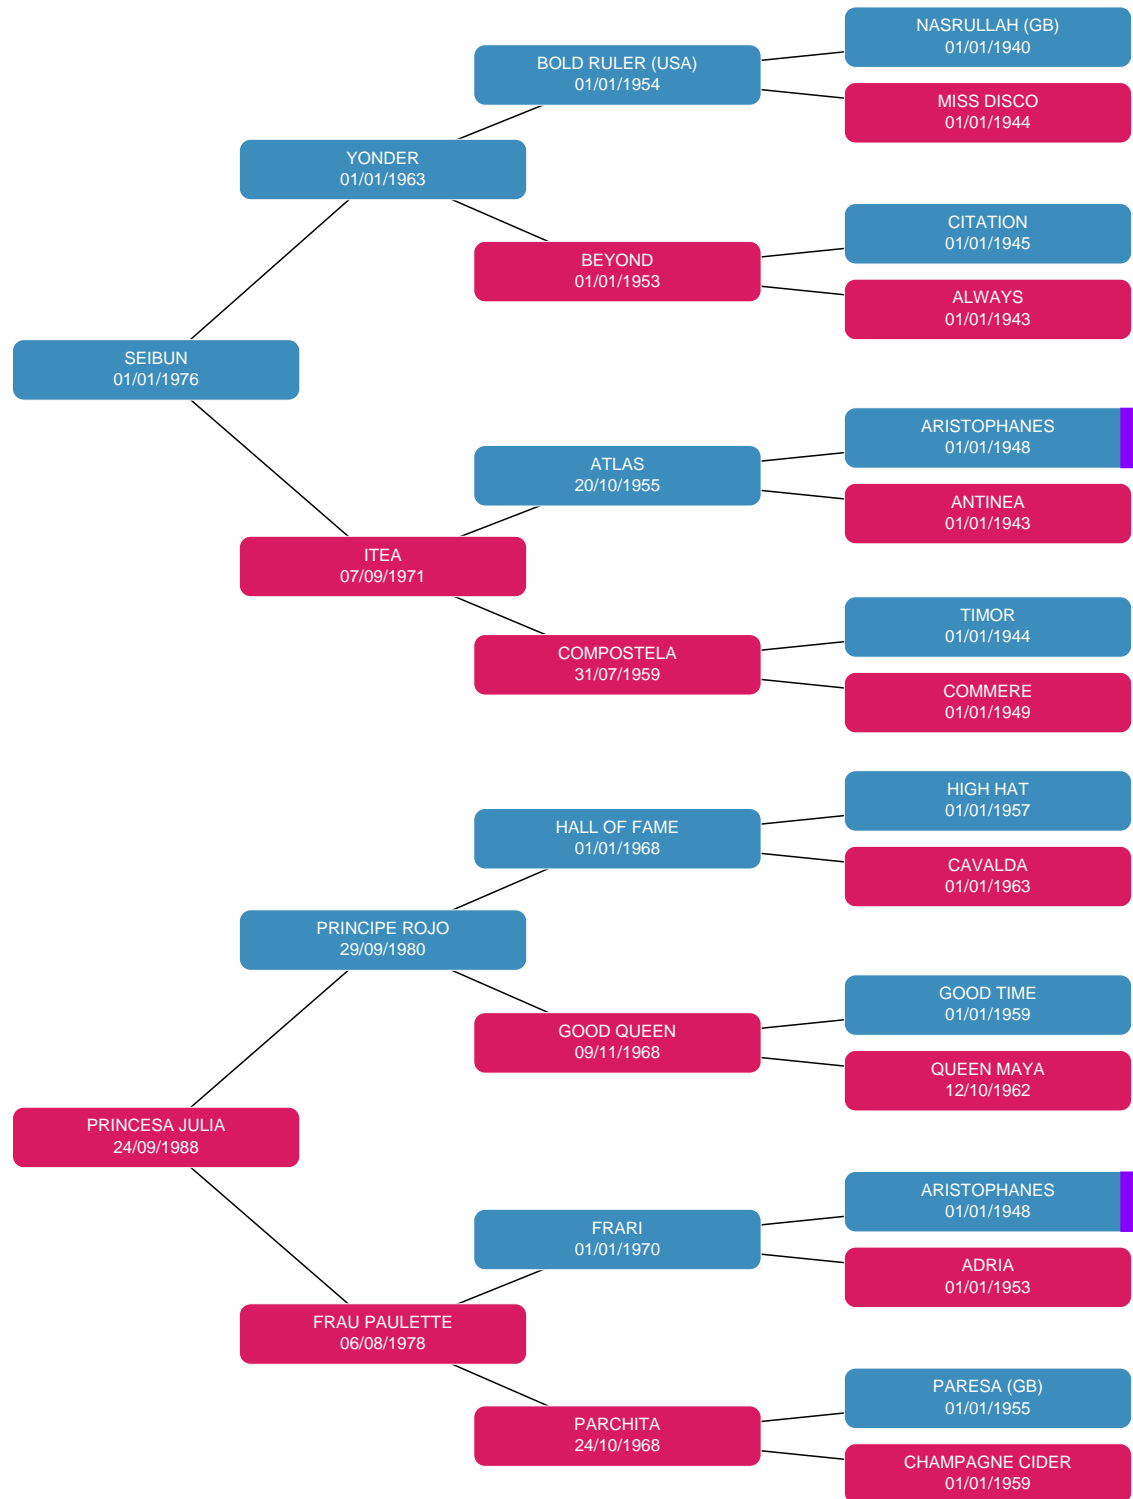 NASRULLAH (GB)
01/01/1940
BOLD RULER (USA)
01/01/1954
MISS DISCO
01/01/1944
YONDER
01/01/1963
CITATION
01/01/1945
BEYOND
01/01/1953
ALWAYS
01/01/1943
SEIBUN
01/01/1976
ARISTOPHANES
01/01/1948
ATLAS
20/10/1955
ANTINEA
01/01/1943
ITEA
07/09/1971
TIMOR
01/01/1944
COMPOSTELA
31/07/1959
COMMERE
01/01/1949
HIGH HAT
01/01/1957
HALL OF FAME
01/01/1968
CAVALDA
01/01/1963
PRINCIPE ROJO
29/09/1980
GOOD TIME
01/01/1959
GOOD QUEEN
09/11/1968
QUEEN MAYA
12/10/1962
PRINCESA JULIA
24/09/1988
ARISTOPHANES
01/01/1948
FRARI
01/01/1970
ADRIA
01/01/1953
FRAU PAULETTE
06/08/1978
PARESA (GB)
01/01/1955
PARCHITA
24/10/1968
CHAMPAGNE CIDER
01/01/1959